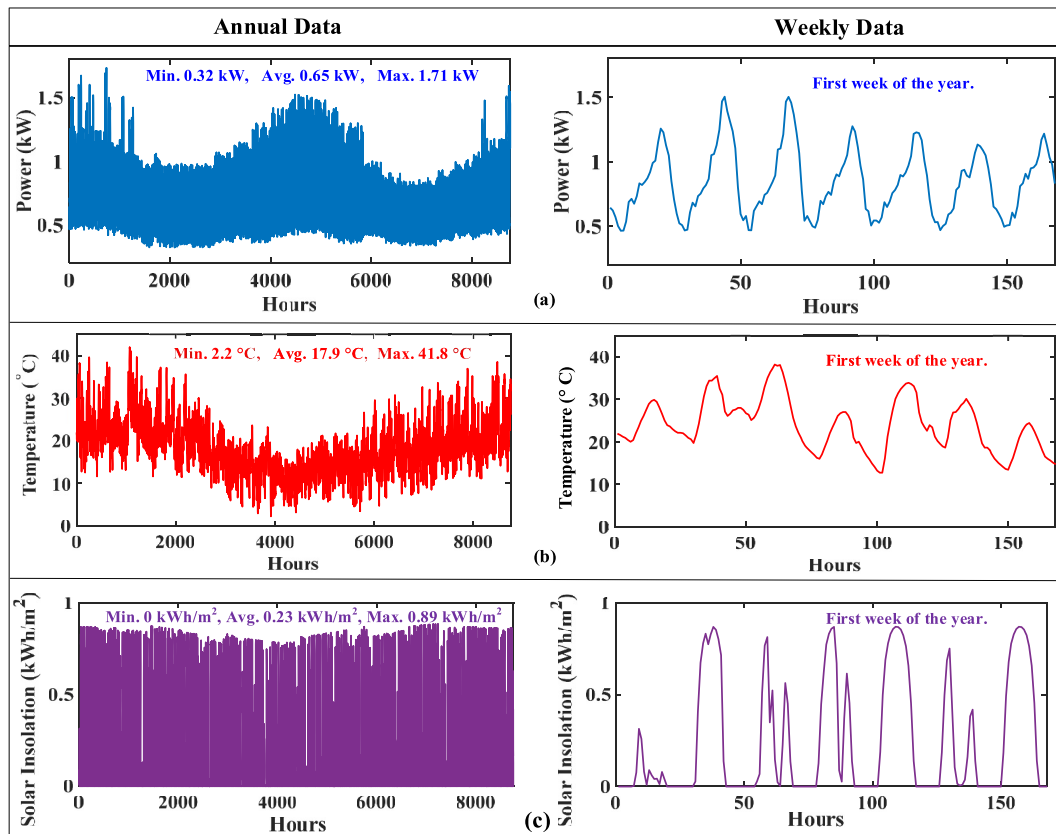 Annual Data
Weekly Data
Min. 0.32 kW, Avg. 0.65 kW, Max. 1.71 kW
Power (kW)
1.5
1
0.5
0 2000 4000 6000 8000
Hours
First week of the year.
Power (kW)
1.5
1
0.5
0 50 100 150
Hours
(a)
Min. 2.2 °C, Avg. 17.9 °C, Max. 41.8 °C
Temperature (°C)
40
30
20
10
0
0 2000 4000 6000 8000
Hours
First week of the year.
Temperature (° C)
40
30
20
10
0
0 50 100 150
Hours
(b)
Min. 0 kWh/m², Avg. 0.23 kWh/m², Max. 0.89 kWh/m²
Solar Insolation (kWh/m²)
1
0.5
0
0 2000 4000 6000 8000
Hours
First week of the year.
Solar Insolation (kWh/m²)
1
0.5
0
0 50 100 150
Hours
(c)